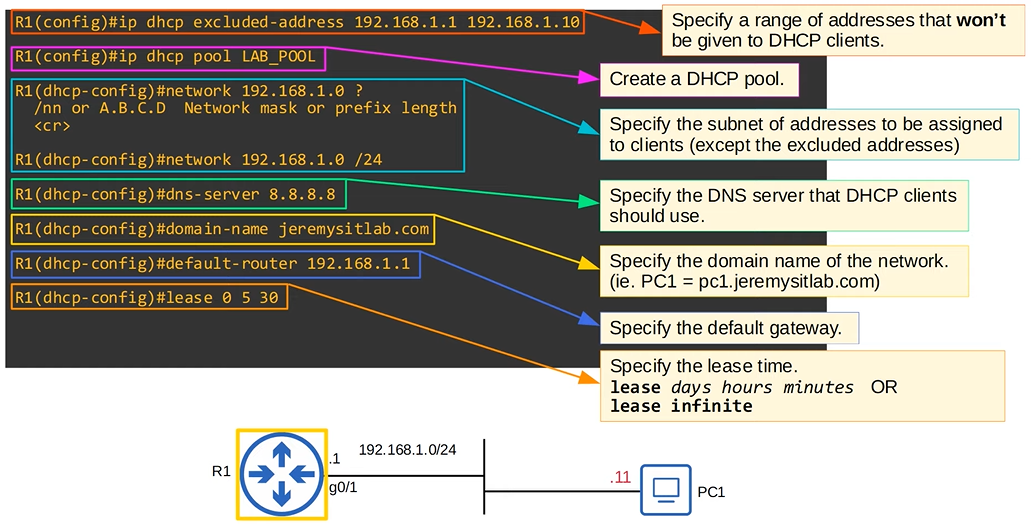 R1(config)#ip dhcp excluded-address 192.168.1.1 192.168.1.10
Specify a range of addresses that won't
be given to DHCP clients.
R1(config)#ip dhcp pool LAB_POOL
Create a DHCP pool.
R1(dhcp-config)#network 192.168.1.0 ?
/nn or A.B.C.D  Network mask or prefix length
<cr>
R1(dhcp-config)#network 192.168.1.0 /24
Specify the subnet of addresses to be assigned
to clients (except the excluded addresses)
R1(dhcp-config)#dns-server 8.8.8.8
Specify the DNS server that DHCP clients
should use.
R1(dhcp-config)#domain-name jeremysitlab.com
Specify the domain name of the network.
(ie. PC1 = pc1.jeremysitlab.com)
R1(dhcp-config)#default-router 192.168.1.1
Specify the default gateway.
R1(dhcp-config)#lease 0 5 30
Specify the lease time.
lease days hours minutes OR
lease infinite
R1
.1
192.168.1.0/24
g0/1
.11
PC1